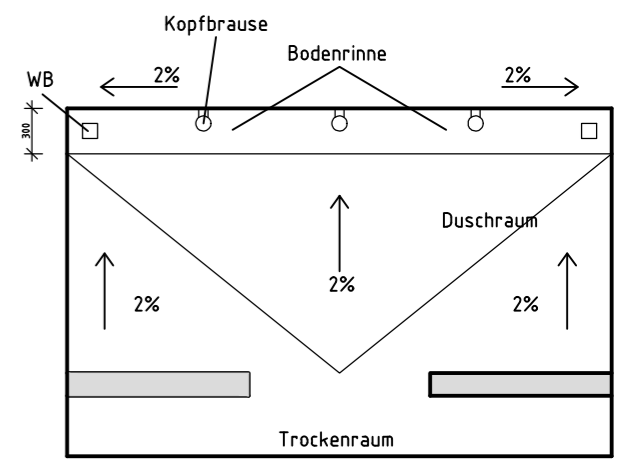 Kopfbrause
Bodenrinne
WB
2%
2%
300
Duschraum
2%
2%
2%
Trockenraum